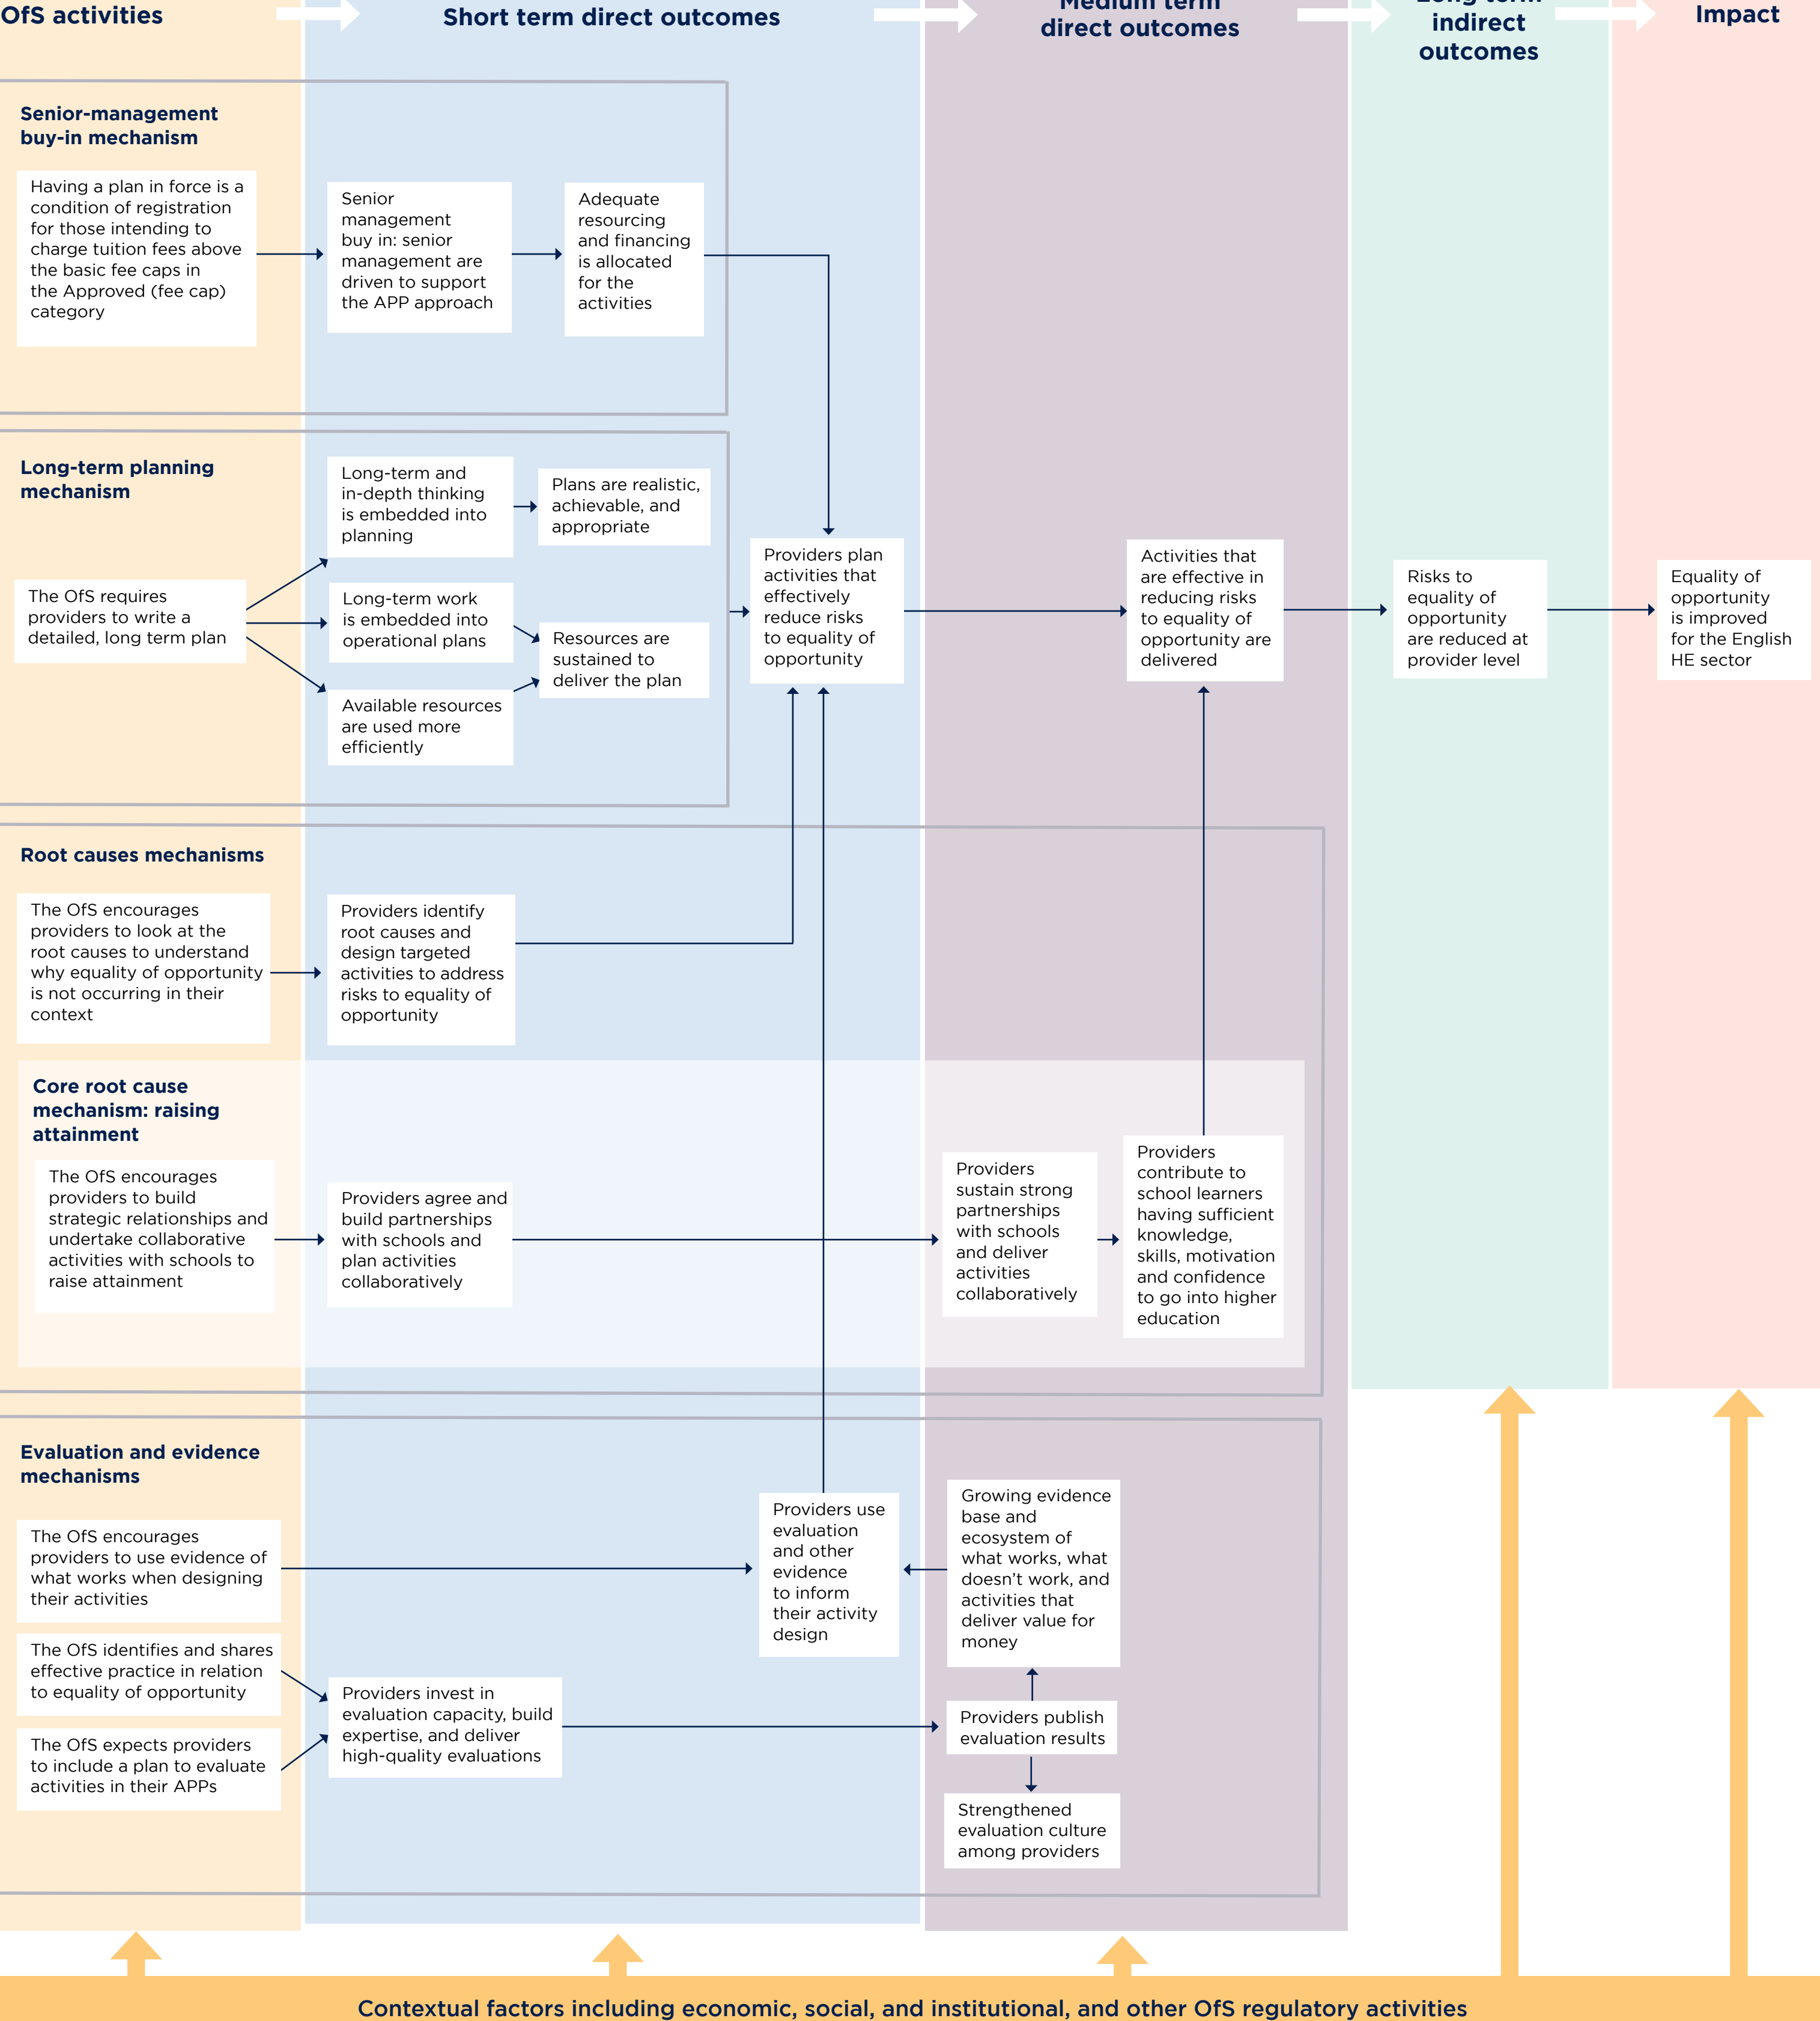 OfS activities
Short term direct outcomes
Medium term
direct outcomes
Long term
indirect
outcomes
Impact
Senior-management
buy-in mechanism
Having a plan in force is a
condition of registration
for those intending to
charge tuition fees above
the basic fee caps in
the Approved (fee cap)
category
Senior
management
buy in: senior
management are
driven to support
the APP approach
Adequate
resourcing
and financing
is allocated
for the
activities
Long-term planning
mechanism
The OfS requires
providers to write a
detailed, long term plan
Long-term and
in-depth thinking
is embedded into
planning
Plans are realistic,
achievable, and
appropriate
Long-term work
is embedded into
operational plans
Resources are
sustained to
deliver the plan
Available resources
are used more
efficiently
Providers plan
activities that
effectively
reduce risks
to equality of
opportunity
Activities that
are effective in
reducing risks
to equality of
opportunity are
delivered
Risks to
equality of
opportunity
are reduced at
provider level
Equality of
opportunity
is improved
for the English
HE sector
Root causes mechanisms
The OfS encourages
providers to look at the
root causes to understand
why equality of opportunity
is not occurring in their
context
Providers identify
root causes and
design targeted
activities to address
risks to equality of
opportunity
Core root cause
mechanism: raising
attainment
The OfS encourages
providers to build
strategic relationships and
undertake collaborative
activities with schools to
raise attainment
Providers agree and
build partnerships
with schools and
plan activities
collaboratively
Providers
sustain strong
partnerships
with schools
and deliver
activities
collaboratively
Providers
contribute to
school learners
having sufficient
knowledge,
skills, motivation
and confidence
to go into higher
education
Evaluation and evidence
mechanisms
The OfS encourages
providers to use evidence of
what works when designing
their activities
The OfS identifies and shares
effective practice in relation
to equality of opportunity
The OfS expects providers
to include a plan to evaluate
activities in their APPs
Providers invest in
evaluation capacity, build
expertise, and deliver
high-quality evaluations
Providers use
evaluation
and other
evidence
to inform
their activity
design
Growing evidence
base and
ecosystem of
what works, what
doesn't work, and
activities that
deliver value for
money
Providers publish
evaluation results
Strengthened
evaluation culture
among providers
Contextual factors including economic, social, and institutional, and other OfS regulatory activities